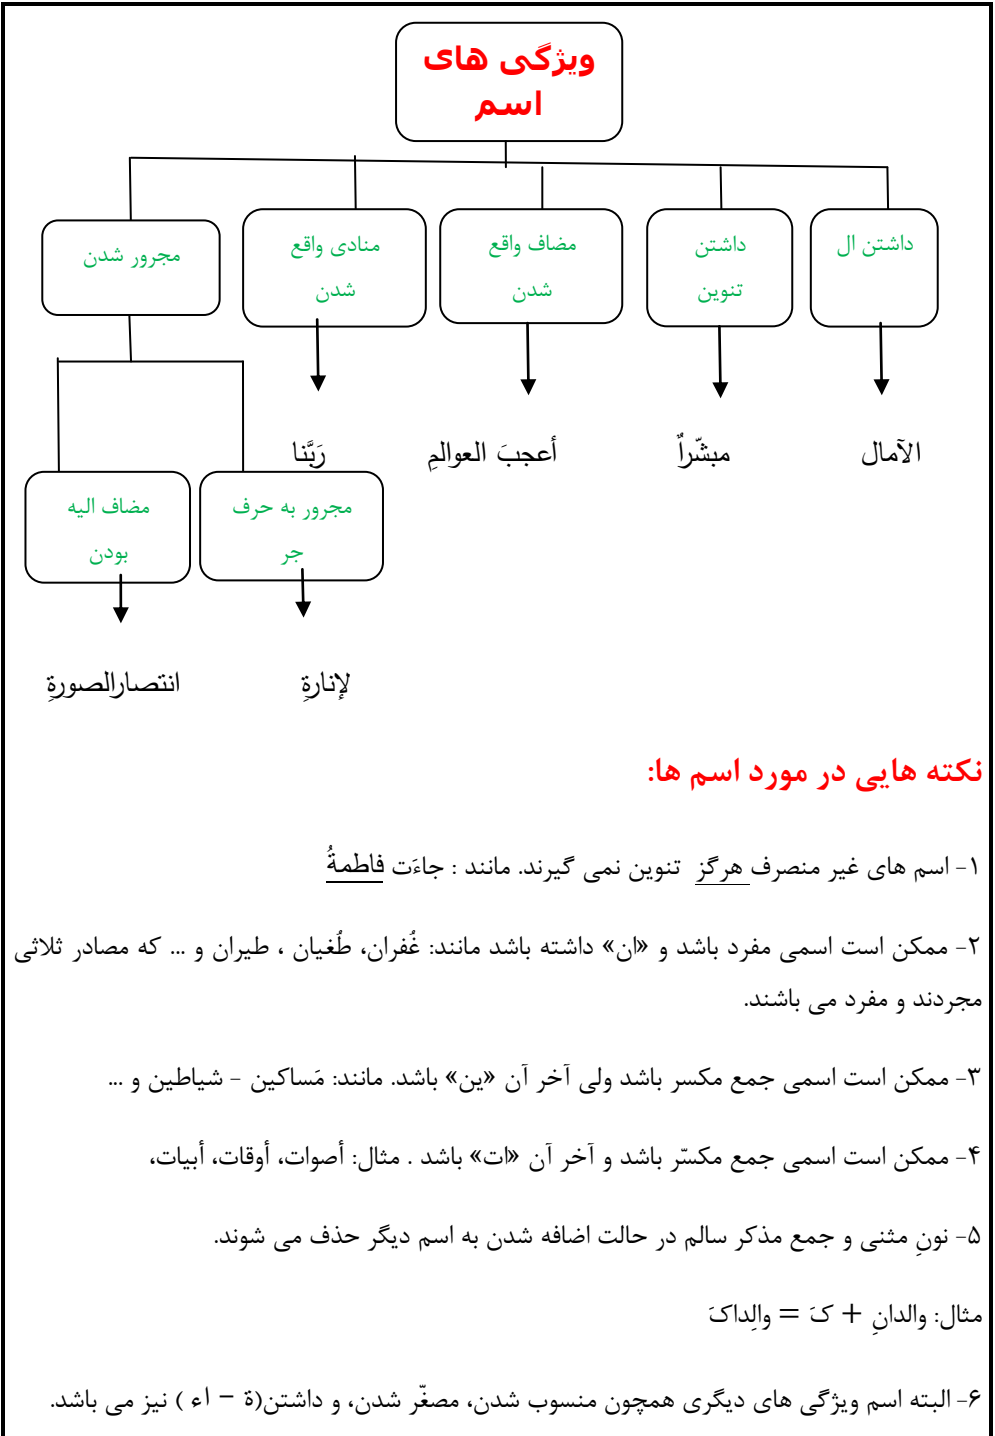 ویژگی های
اسم
داشتن ال
داشتن
تنوین
مضاف واقع
شدن
منادی واقع
شدن
مجرور شدن
الآمال
مبشّراٌ
أعجبَ العوالمِ
رَبَّنا
مجرور به حرف
جر
مضاف الیه
بودن
لإنارةِ
انتصارالصورةِ
نکته هایی در مورد اسم ها:
۱- اسم های غیر منصرف هرگز تنوین نمی گیرند. مانند : جاءَت فاطمةُ
۲- ممکن است اسمی مفرد باشد و «ان» داشته باشد مانند: غُفران، طُغیان ، طیران و ... که مصادر ثلاثی
مجردند و مفرد می باشند.
۳- ممکن است اسمی جمع مکسر باشد ولی آخر آن «ین» باشد. مانند: مَساکین - شیاطین و ...
۴- ممکن است اسمی جمع مکسّر باشد و آخر آن «ات» باشد . مثال: أصوات، أوقات، أبیات،
۵- نونِ مثنی و جمع مذکر سالم در حالت اضافه شدن به اسم دیگر حذف می شوند.
مثال: والدانِ + کَ = والِداکَ
۶- البته اسم ویژگی های دیگری همچون منسوب شدن، مصغّر شدن، و داشتن(ة – اء ) نیز می باشد.